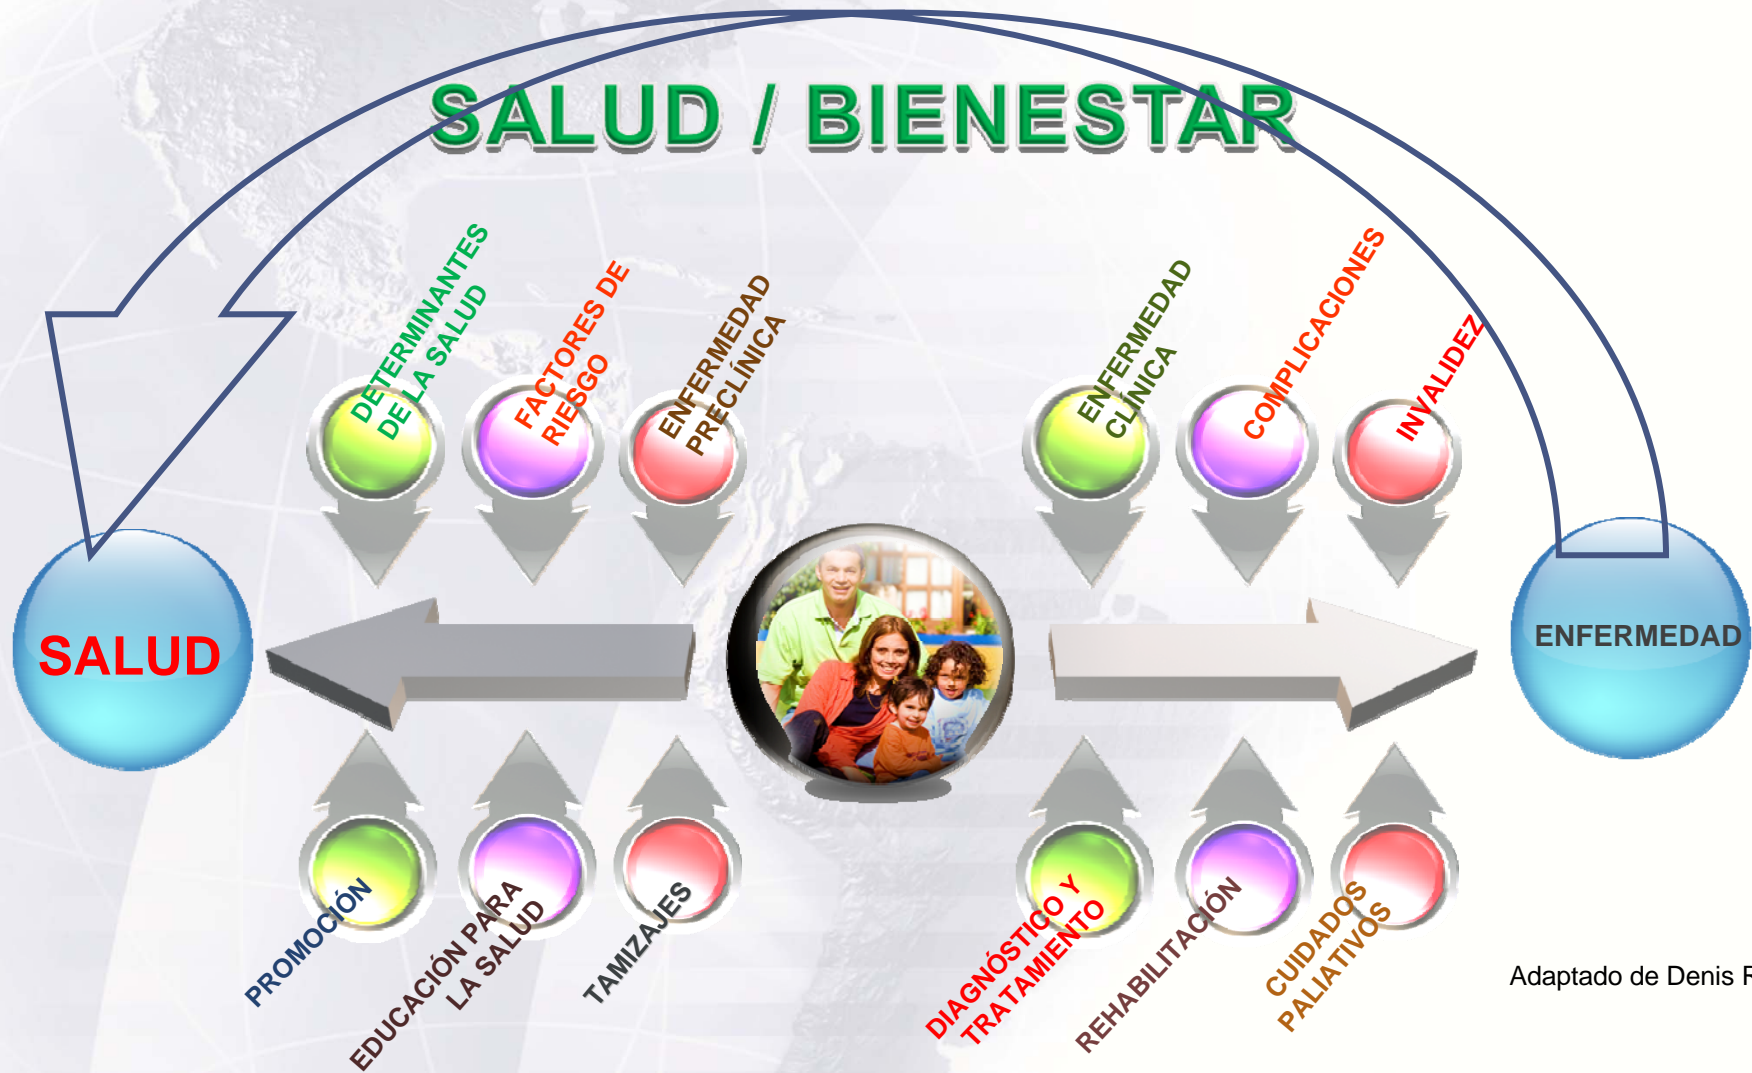 SALUD / BIENESTAR
DETERMINANTES
DE LA SALUD
FACTORES DE
RIESGO
ENFERMEDAD
PRECLÍNICA
ENFERMEDAD
CLÍNICA
COMPLICACIONES
INVALIDEZ
SALUD
ENFERMEDAD
PROMOCIÓN
EDUCACIÓN PARA
LA SALUD
TAMIZAJES
DIAGNÓSTICO Y
TRATAMIENTO
REHABILITACIÓN
CUIDADOS
PALIATIVOS
Adaptado de Denis R